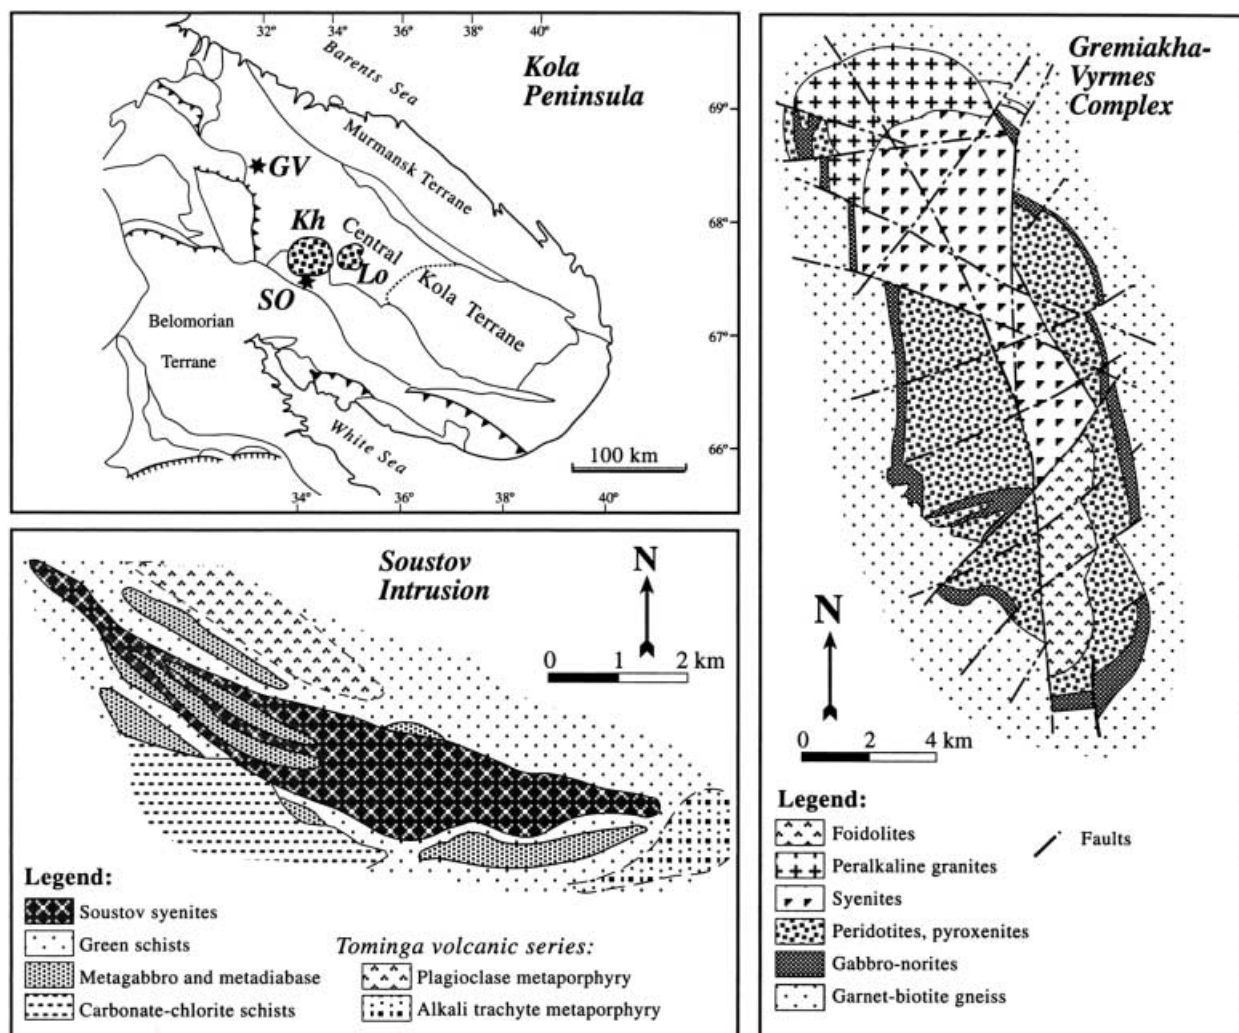 32°
34°
36°
38°
40°
Barents Sea
Kola
Peninsula
69°
68°
67°
66°
Murmansk Terrane
GV
Kh
Central
Lo
Kola Terrane
SO
Belomorian
Terrane
White Sea
100 km
34°
36°
38°
40°
Soustov
Intrusion
N
0 1 2 km
Legend:
Soustov syenites
Green schists
Metagabbro and metadiabase
Carbonate-chlorite schists
Tominga volcanic series:
Plagioclase metaporphyry
Alkali trachyte metaporphyry
Gremiakha-
Vyrmes
Complex
N
0 2 4 km
Legend:
Foidolites
Peralkaline granites
Syenites
Peridotites, pyroxenites
Gabbro-norites
Garnet-biotite gneiss
Faults